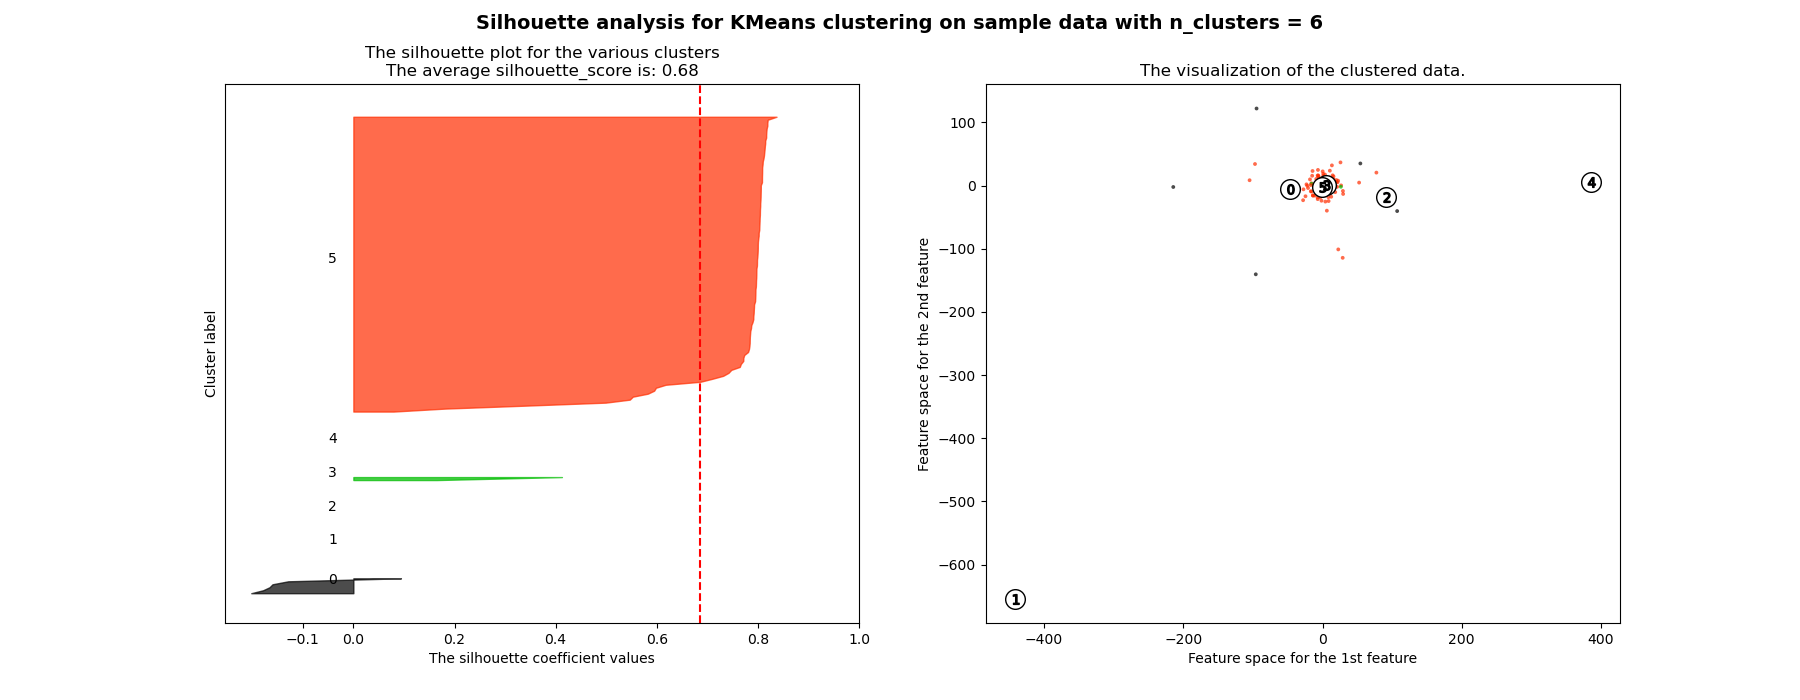 Silhouette analysis for KMeans clustering on sample data with n_clusters = 6
The silhouette plot for the various clusters
The average silhouette_score is: 0.68
Cluster label
5
4
3
2
1
0
−0.1 0.0 0.2 0.4 0.6 0.8 1.0
The silhouette coefficient values
The visualization of the clustered data.
Feature space for the 2nd feature
100
0
−100
−200
−300
−400
−500
−600
0 5 3 2 4
1
−400 −200 0 200 400
Feature space for the 1st feature